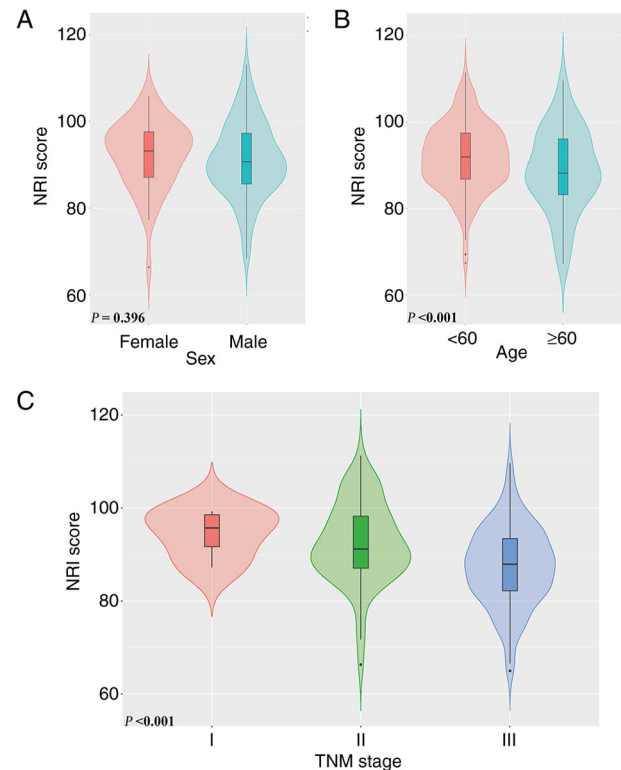 A
120
100
80
60
NRI score
P = 0.396
Female
Male
Sex
B
120
100
80
60
NRI score
P <0.001
<60
≥60
Age
C
120
100
80
60
NRI score
P <0.001
I
II
III
TNM stage